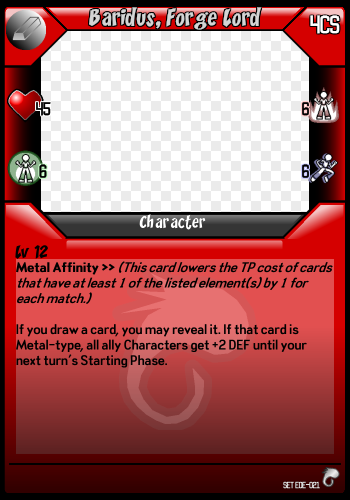 Baridus, Forge Lord
4CS
45
6
6
6
Character
Lv 12
Metal Affinity >> (This card lowers the TP cost of cards
that have at least 1 of the listed element(s) by 1 for
each match.)
If you draw a card, you may reveal it. If that card is
Metal-type, all ally Characters get +2 DEF until your
next turn's Starting Phase.
SET EDE-021